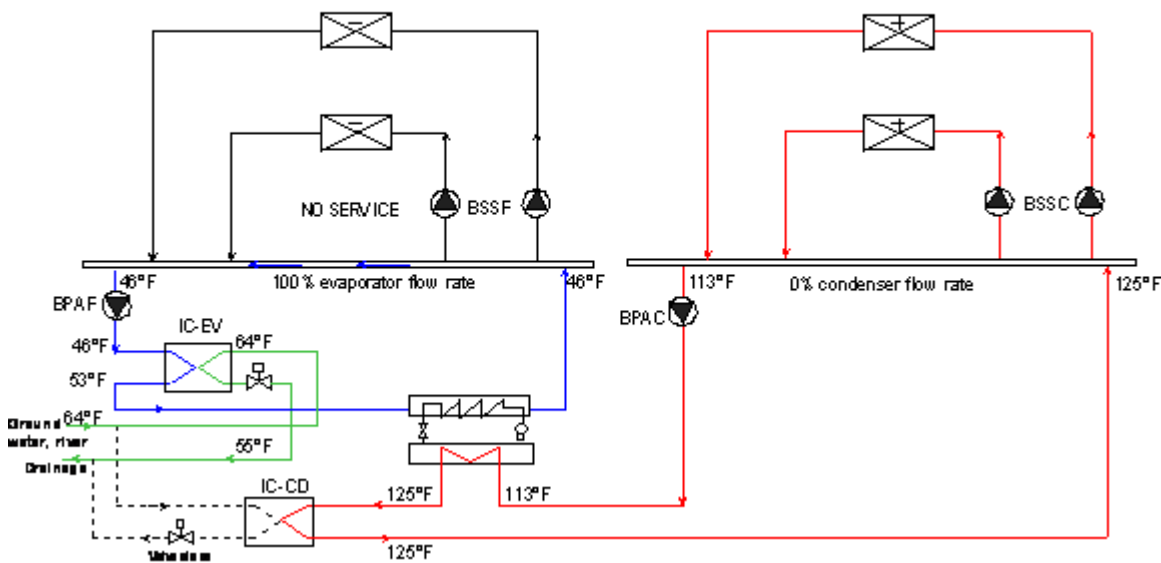 NO SERVICE
BSSF
BSSC
46°F
100% evaporator flow rate
46°F
113°F
0% condenser flow rate
125°F
BPAF
BPAC
IC-EV
46°F
64°F
53°F
64°F
Ground
water, river
55°F
Drainage
IC-CD
125°F
113°F
125°F